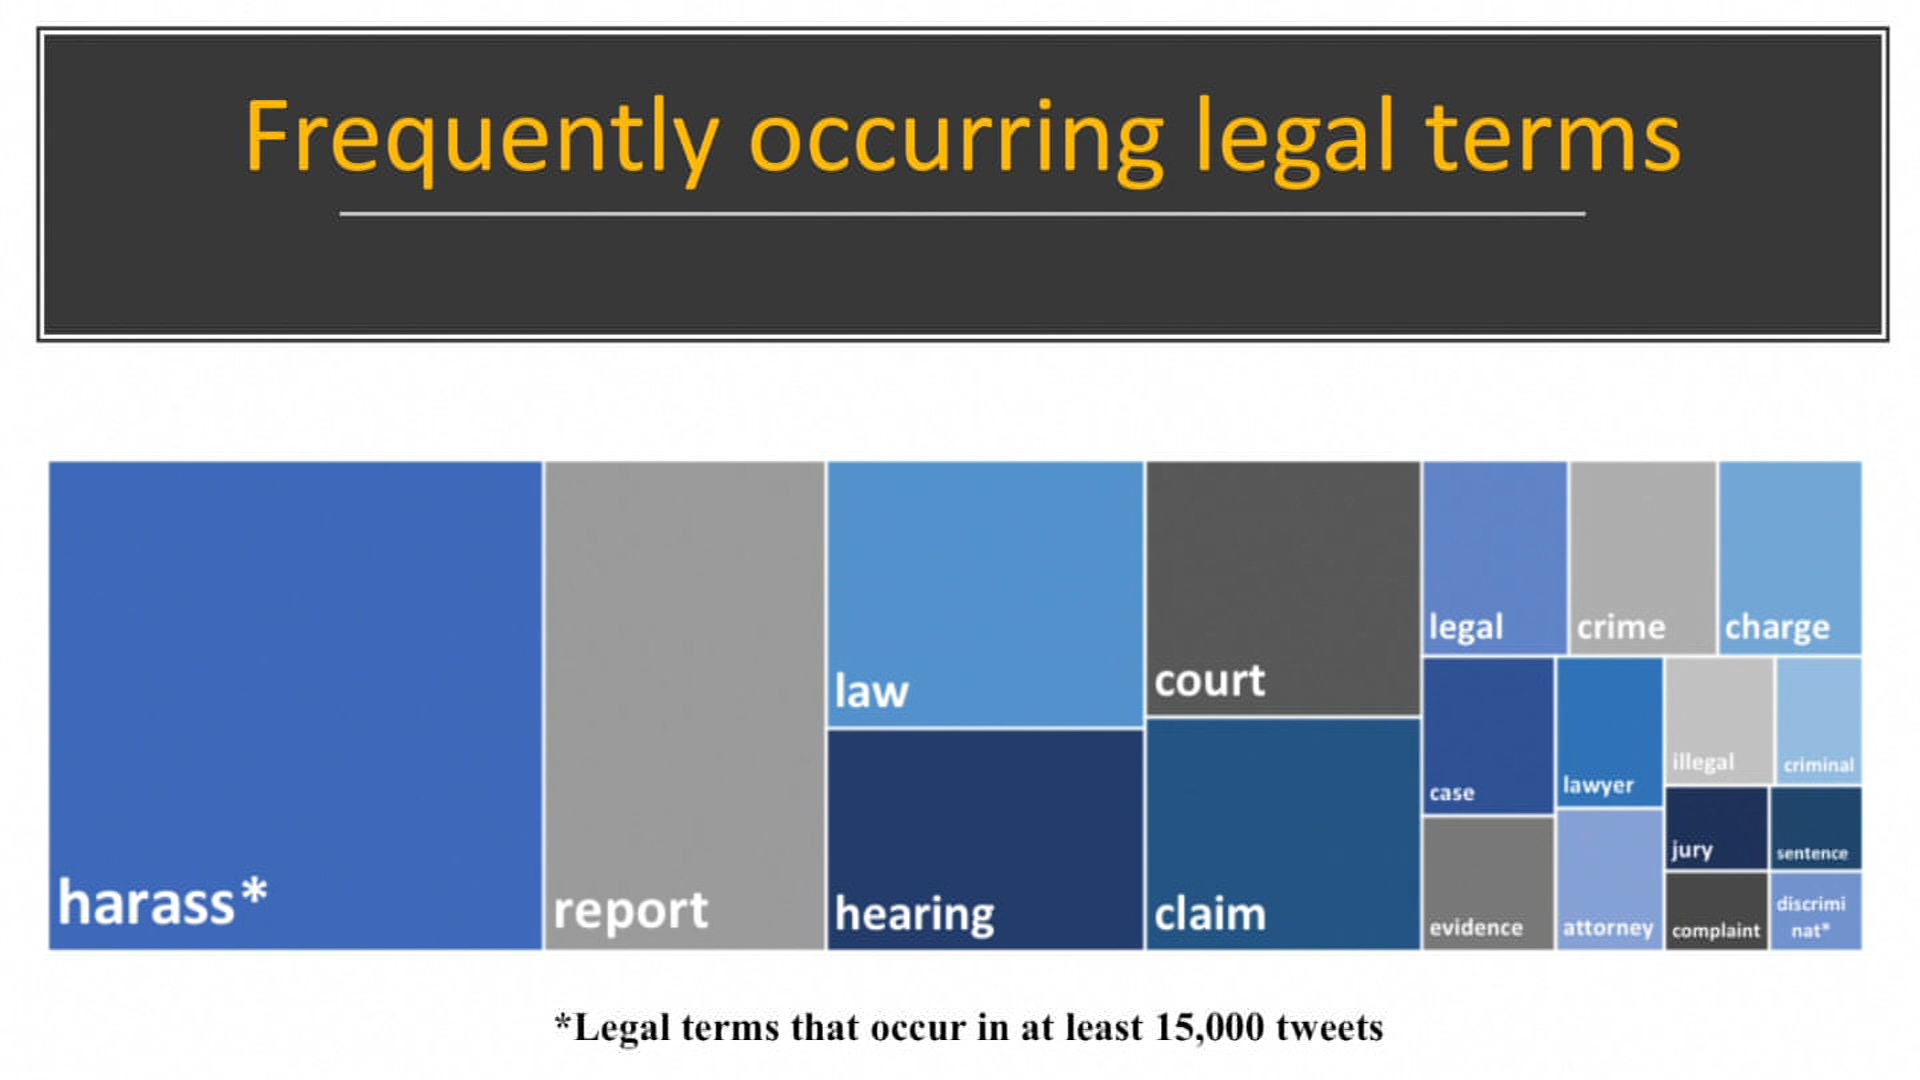 Frequently occurring legal terms
harass*
report
law
hearing
court
claim
legal
crime
charge
case
lawyer
illegal
criminal
evidence
attorney
jury
sentence
complaint
discrimi
nat*
*Legal terms that occur in at least 15,000 tweets